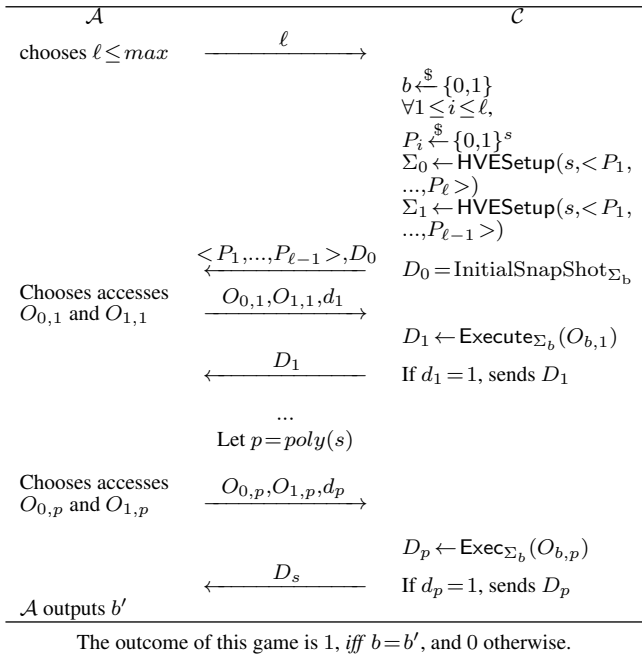 𝒜 𝒞
chooses ℓ ≤ max ℓ
b ←$ {0,1}
∀1 ≤ i ≤ ℓ,
P_i ←$ {0,1}^s
Σ_0 ← HVESetup(s,<P_1,
...,P_ℓ>)
Σ_1 ← HVESetup(s,<P_1,
...,P_{ℓ−1}>)
<P_1,...,P_{ℓ−1}>,D_0
D_0 = InitialSnapShot_{Σ_b}
Chooses accesses
O_{0,1} and O_{1,1}
O_{0,1},O_{1,1},d_1
D_1 ← Execute_{Σ_b}(O_{b,1})
D_1
If d_1 = 1, sends D_1
...
Let p = poly(s)
Chooses accesses
O_{0,p} and O_{1,p}
O_{0,p},O_{1,p},d_p
D_p ← Exec_{Σ_b}(O_{b,p})
D_s
If d_p = 1, sends D_p
𝒜 outputs b′
The outcome of this game is 1, iff b = b′, and 0 otherwise.